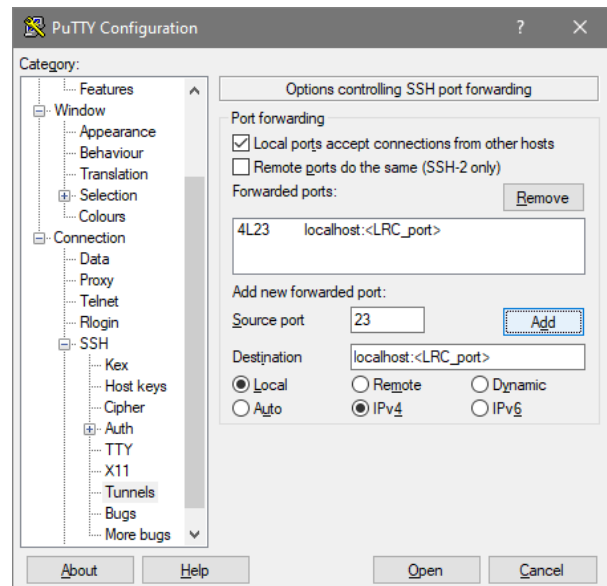 PuTTY Configuration
Category:
Features
Window
Appearance
Behaviour
Translation
Selection
Colours
Connection
Data
Proxy
Telnet
Rlogin
SSH
Kex
Host keys
Cipher
Auth
TTY
X11
Tunnels
Bugs
More bugs
Options controlling SSH port forwarding
Port forwarding
Local ports accept connections from other hosts
Remote ports do the same (SSH-2 only)
Forwarded ports: Remove
4L23 localhost:<LRC_port>
Add new forwarded port:
Source port 23 Add
Destination localhost:<LRC_port>
Local Remote Dynamic
Auto IPv4 IPv6
About Help Open Cancel